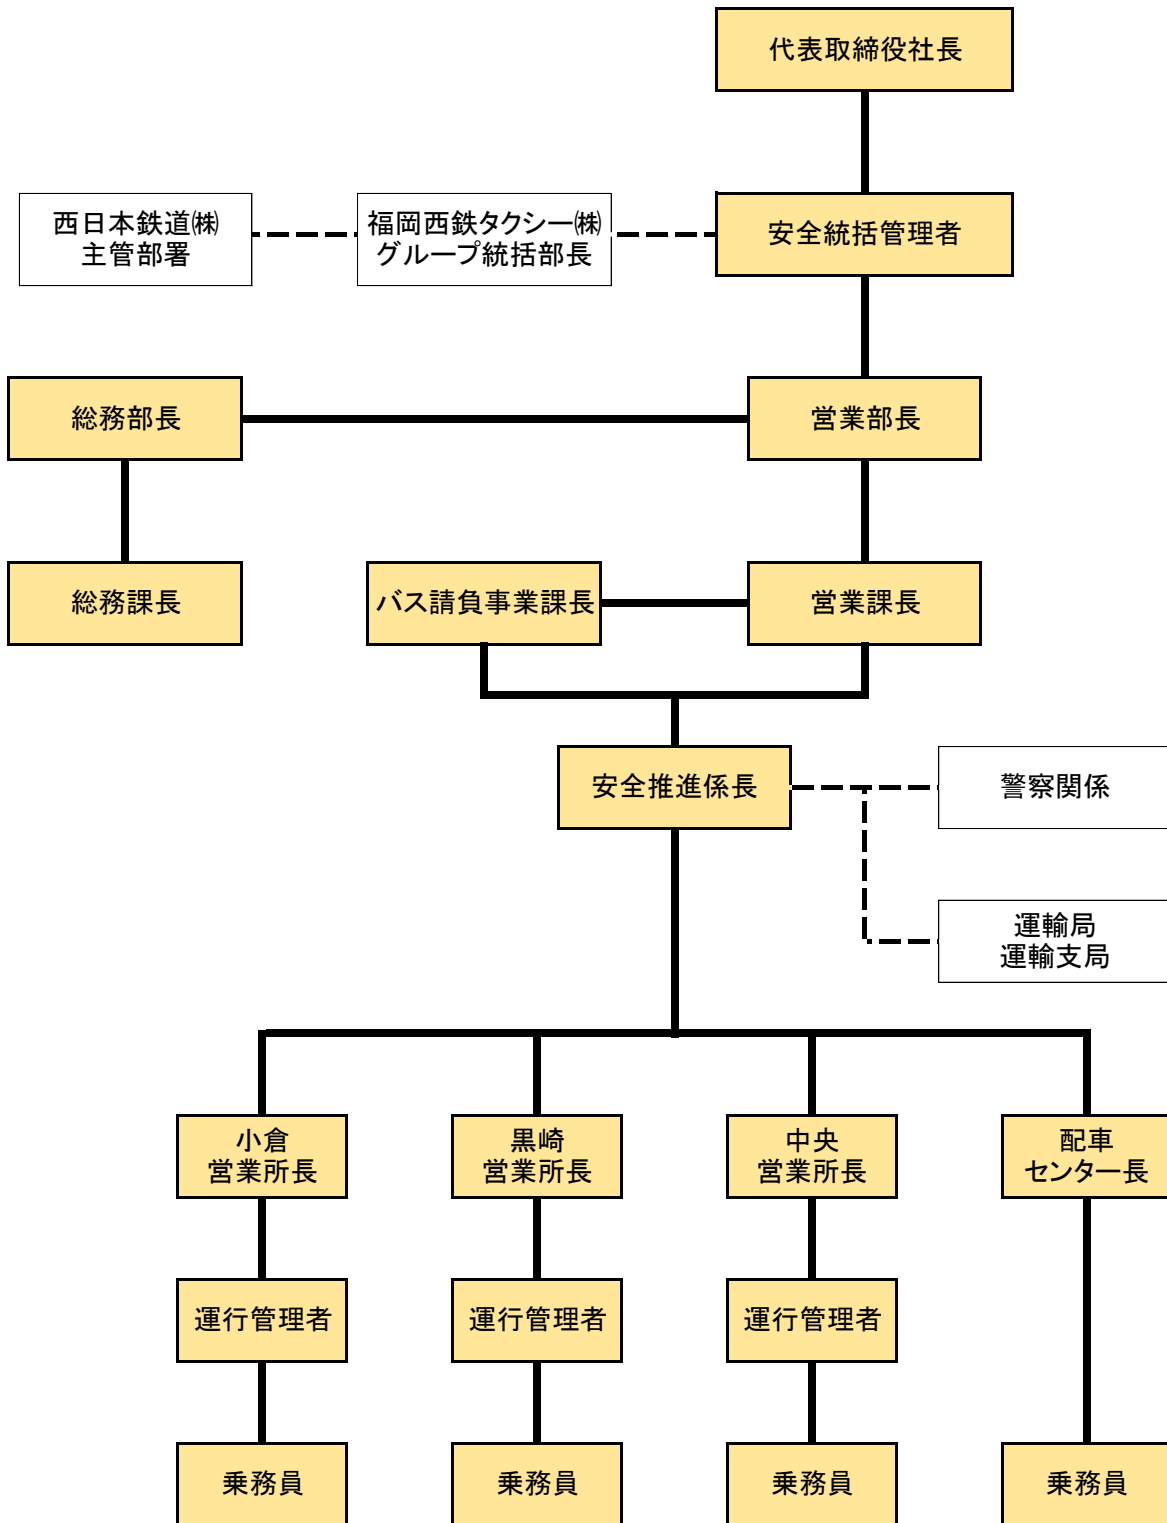 代表取締役社長
西日本鉄道㈱
主管部署
福岡西鉄タクシー㈱
グループ統括部長
安全統括管理者
総務部長
営業部長
総務課長
バス請負事業課長
営業課長
安全推進係長
警察関係
運輸局
運輸支局
小倉
営業所長
黒崎
営業所長
中央
営業所長
配車
センター長
運行管理者
運行管理者
運行管理者
乗務員
乗務員
乗務員
乗務員